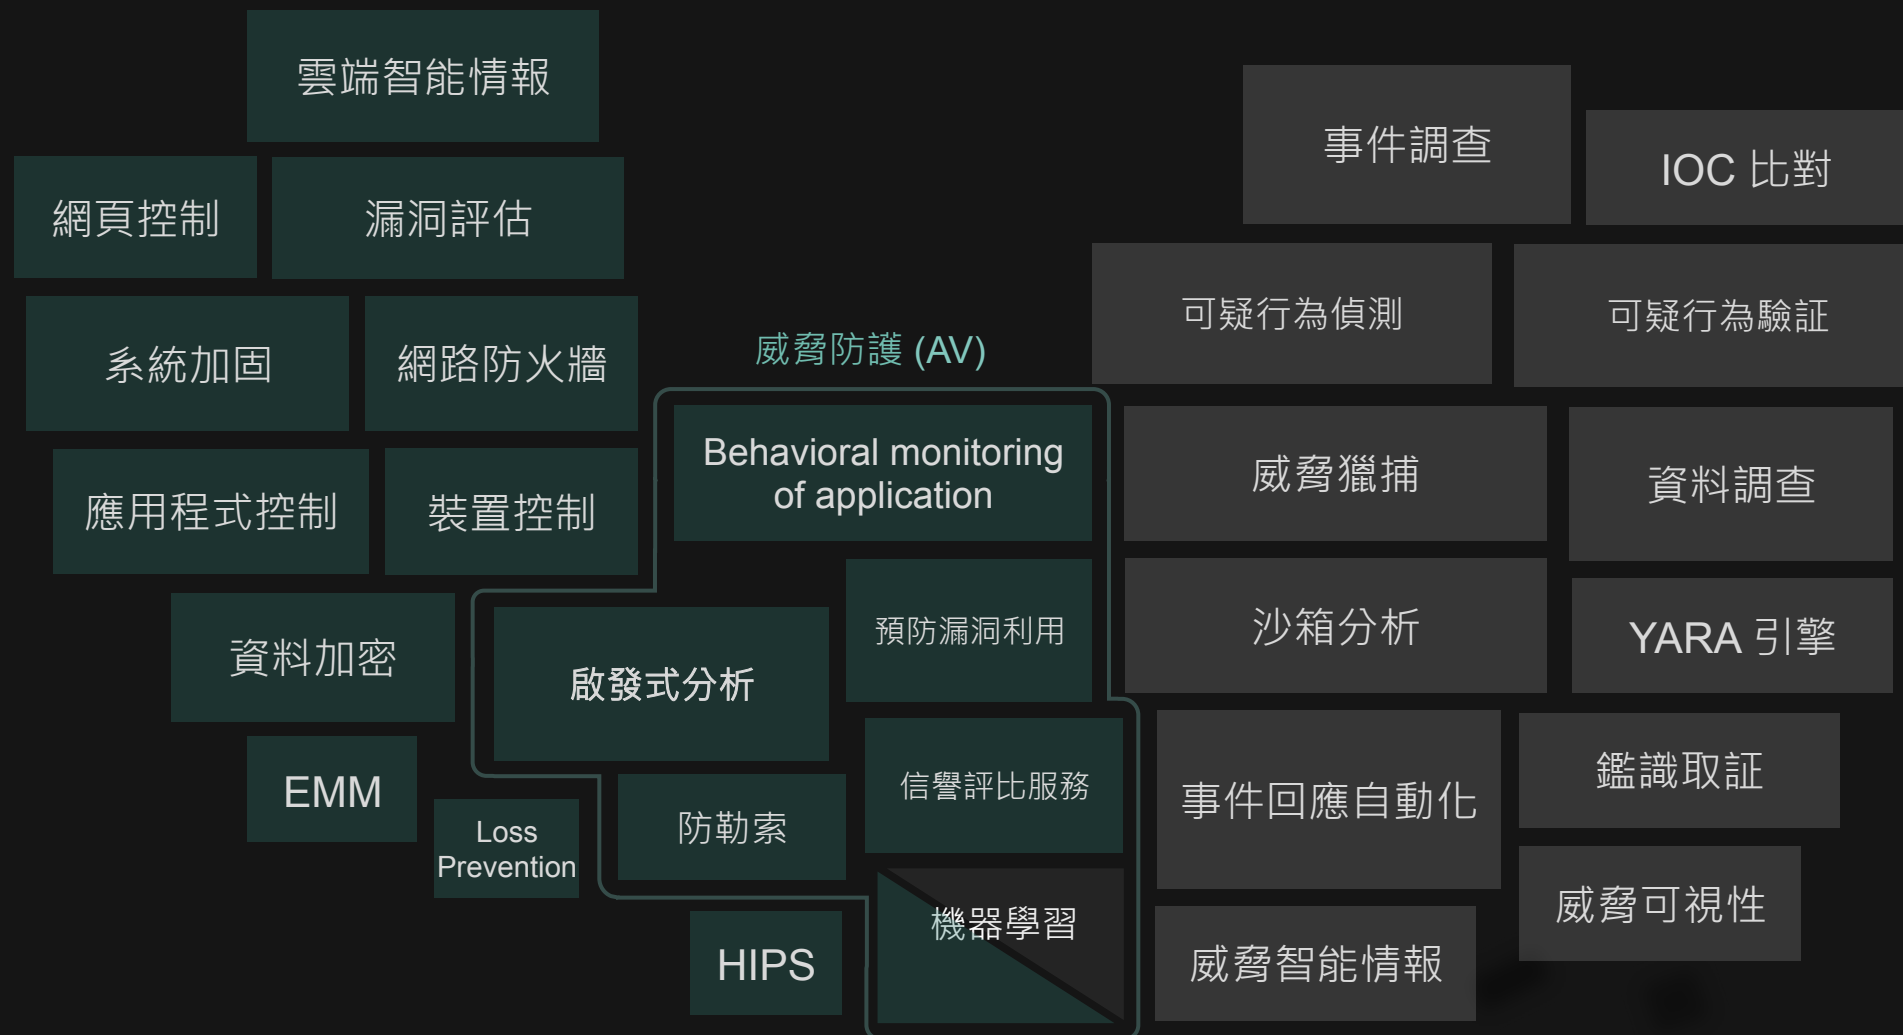 雲端智能情報
網頁控制
漏洞評估
系統加固
網路防火牆
應用程式控制
裝置控制
資料加密
EMM
Loss
Prevention
HIPS
威脅防護 (AV)
Behavioral monitoring
of application
預防漏洞利用
啟發式分析
信譽評比服務
防勒索
機器學習
事件調查
IOC 比對
可疑行為偵測
可疑行為驗証
威脅獵捕
資料調查
沙箱分析
YARA 引擎
事件回應自動化
鑑識取証
威脅可視性
威脅智能情報